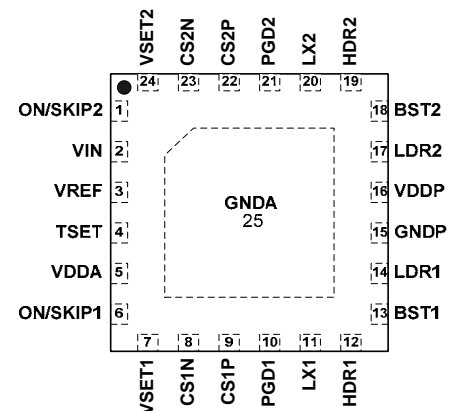 VSET2
CS2N
CS2P
PGD2
LX2
HDR2
24
23
22
21
20
19
ON/SKIP2
1
18
BST2
VIN
2
17
LDR2
VREF
3
16
VDDP
GNDA
25
TSET
4
15
GNDP
VDDA
5
14
LDR1
ON/SKIP1
6
13
BST1
7
8
9
10
11
12
VSET1
CS1N
CS1P
PGD1
LX1
HDR1